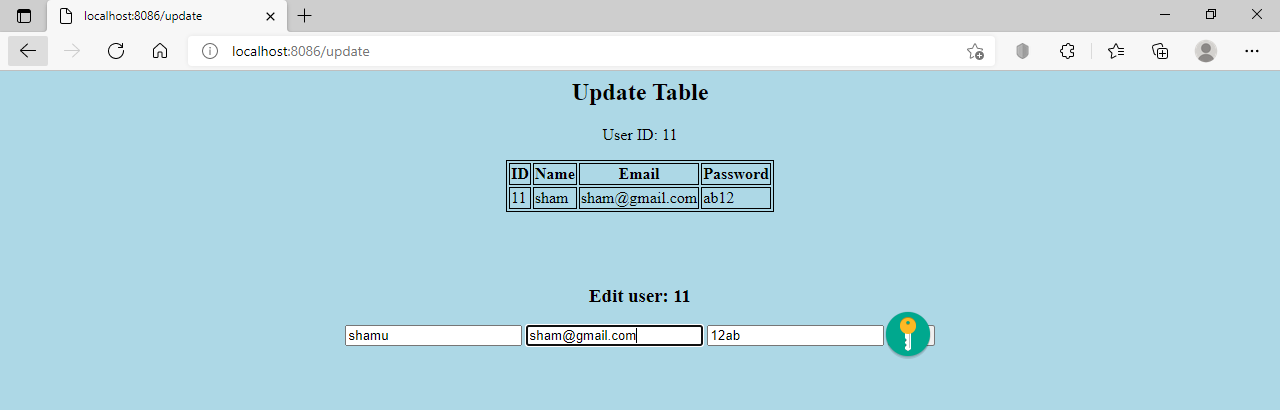 localhost:8086/update
localhost:8086/update
Update Table
User ID: 11
ID Name Email Password
11 sham sham@gmail.com ab12
Edit user: 11
shamu sham@gmail.com 12ab